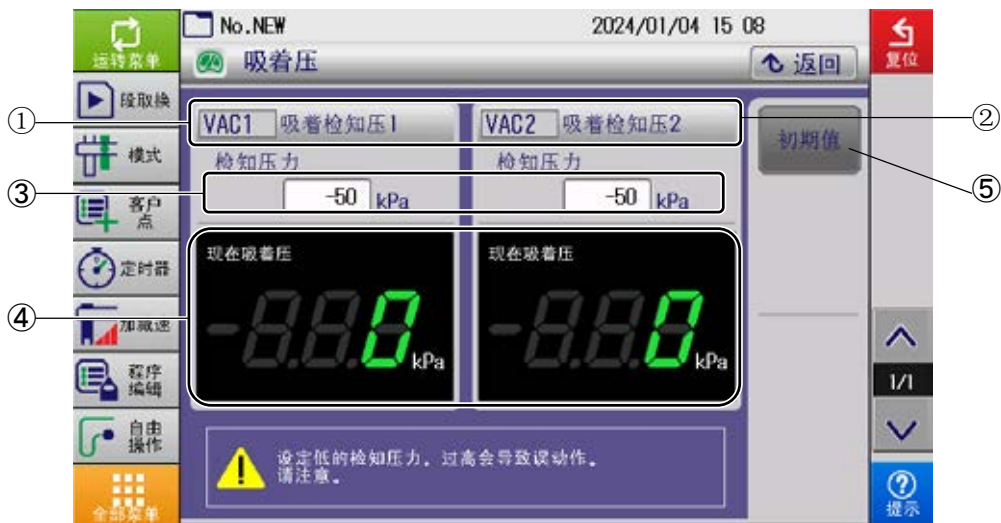 No.NEW
2024/01/04 15 08
运转菜单
吸着压
返回
复位
段取换
①
VAC1 吸着检知压1
VAC2 吸着检知压2
②
初期值
模式
检知压力
检知压力
③
-50 kPa
-50 kPa
⑤
客户
点
定时器
现在吸着压
现在吸着压
④
加减速
-8.8.0 kPa
-8.8.0 kPa
程序
编辑
1/1
自由
操作
设定低的检知压力。过高会导致误动作。
请注意。
全部菜单
提示